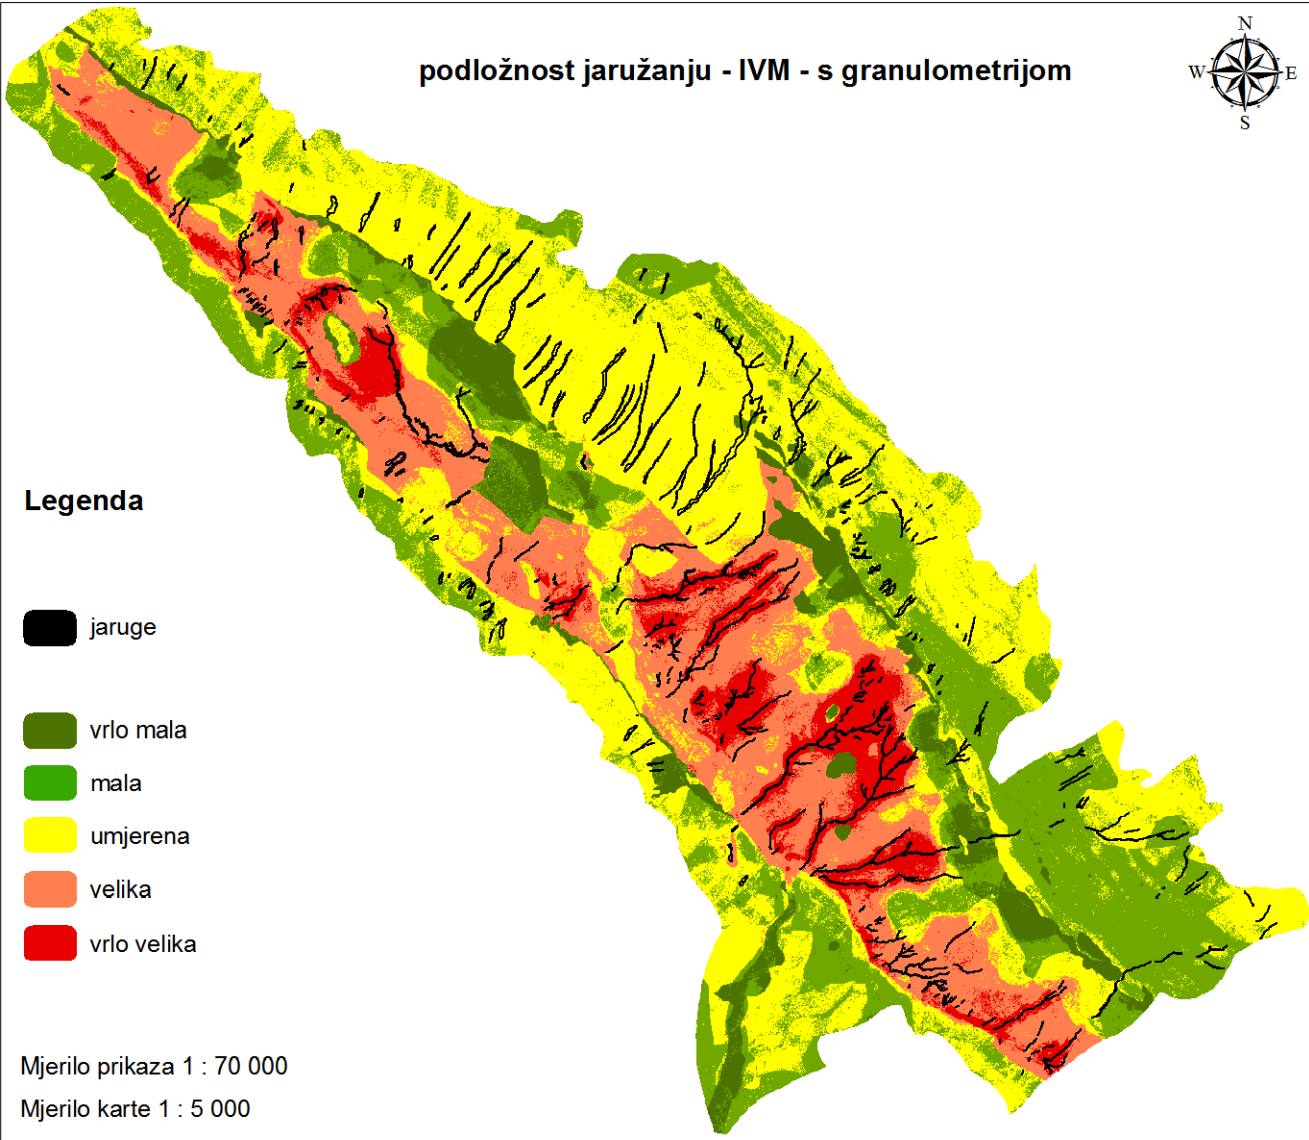 podložnost jaružanju - IVM - s granulometrijom
N
W
E
S
Legenda
jaruge
vrlo mala
mala
umjerena
velika
vrlo velika
Mjerilo prikaza 1 : 70 000
Mjerilo karte 1 : 5 000